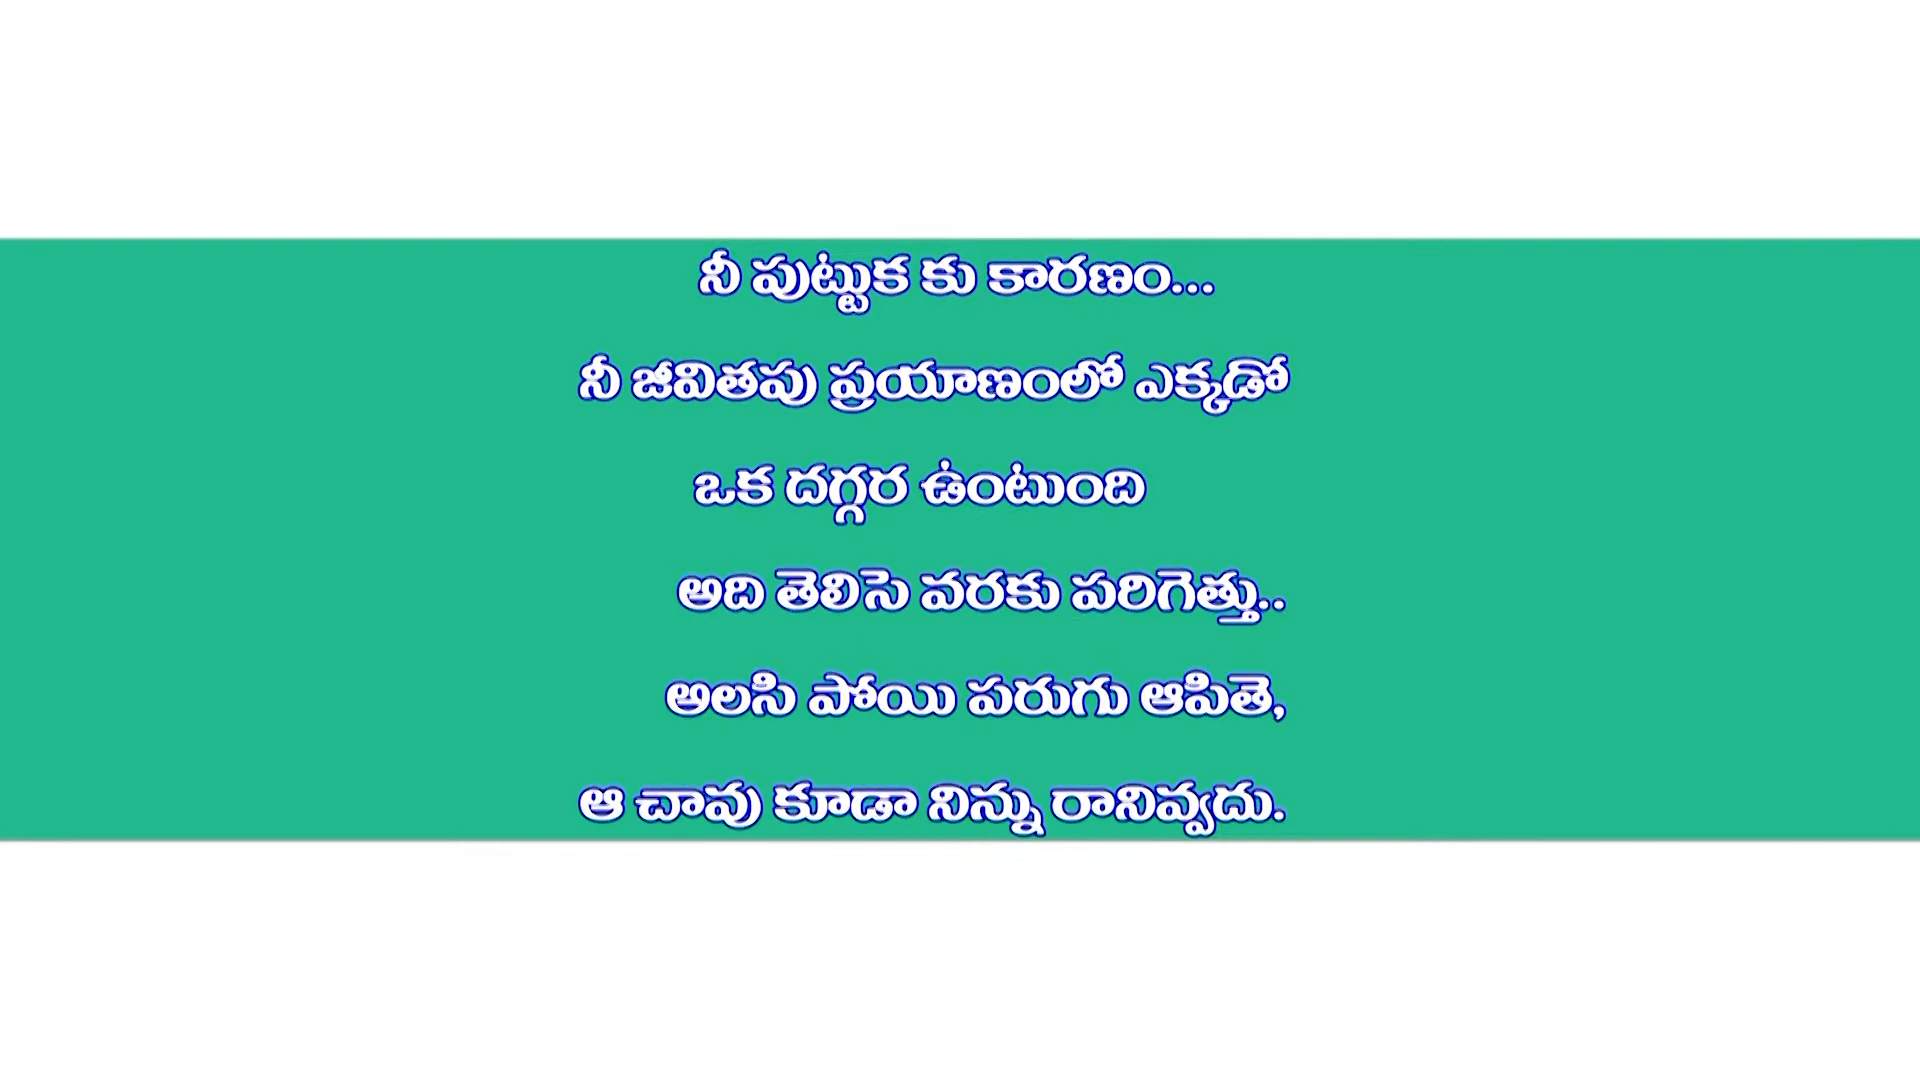 నీ పుట్టుక కు కారణం...
నీ జీవితపు ప్రయాణంలో ఎక్కడో
ఒక దగ్గర ఉంటుంది
అది తెలిసె వరకు పరిగెత్తు..
అలసి పోయి పరుగు ఆపితె,
ఆ చావు కూడా నిన్ను రానివ్వదు.